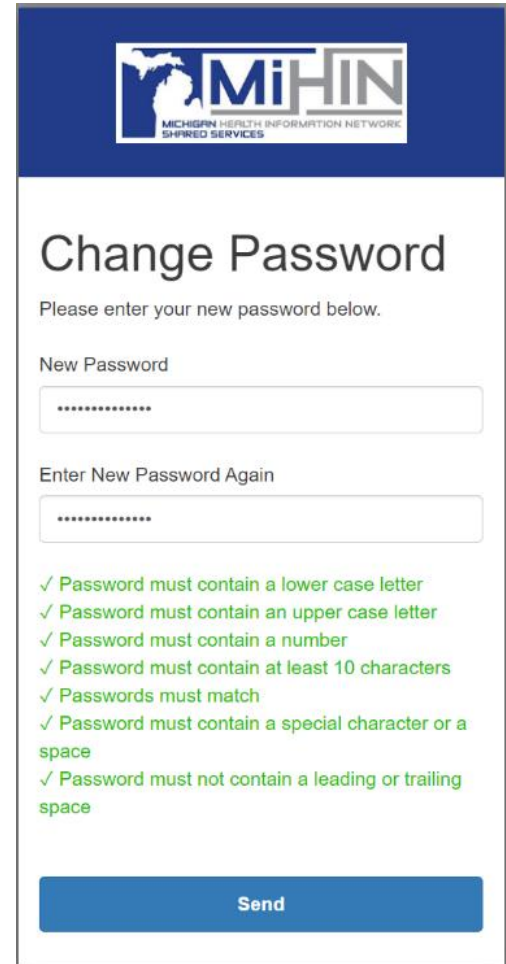 MiHIN
MICHIGAN HEALTH INFORMATION NETWORK
SHARED SERVICES
Change Password
Please enter your new password below.
New Password
••••••••••••••
Enter New Password Again
••••••••••••••
✓ Password must contain a lower case letter
✓ Password must contain an upper case letter
✓ Password must contain a number
✓ Password must contain at least 10 characters
✓ Passwords must match
✓ Password must contain a special character or a
space
✓ Password must not contain a leading or trailing
space
Send